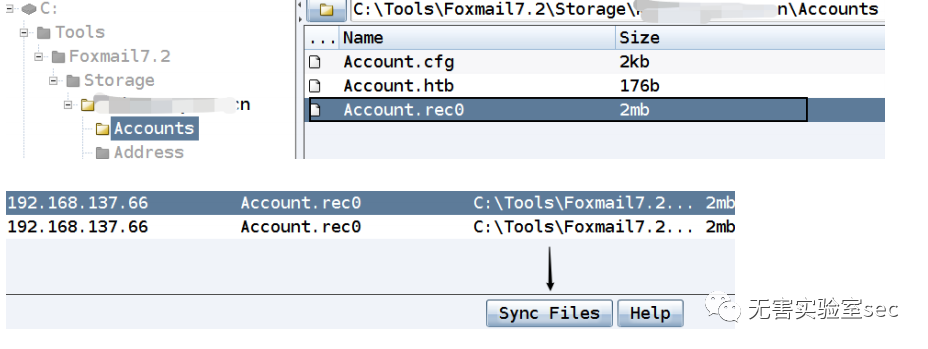 C:
C:\Tools\Foxmail7.2\Storage\ n\Accounts
Tools
... Name Size
Foxmail7.2
Account.cfg 2kb
Storage
Account.htb 176b
cn
Account.rec0 2mb
Accounts
Address
192.168.137.66 Account.rec0 C:\Tools\Foxmail7.2... 2mb
192.168.137.66 Account.rec0 C:\Tools\Foxmail7.2... 2mb
Sync Files Help
无害实验室sec